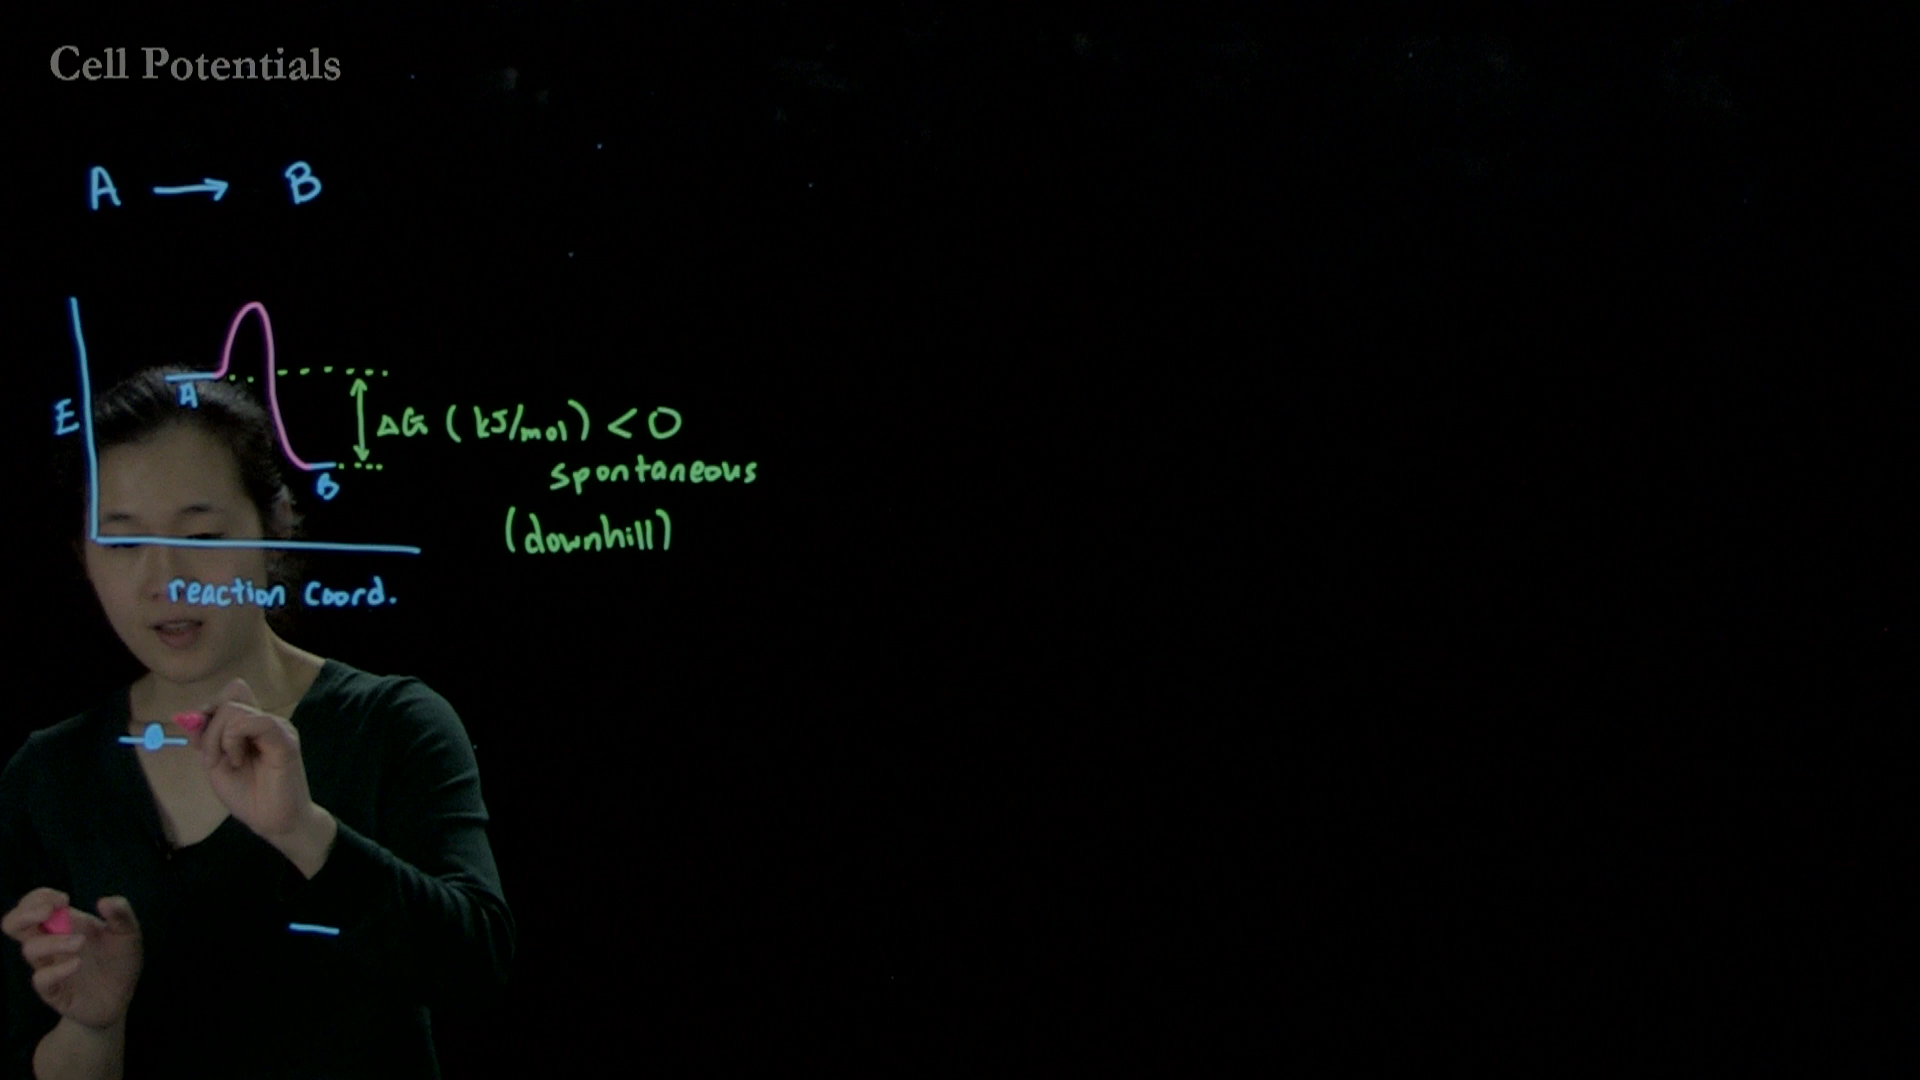 Cell Potentials
A → B
A
E
ΔG (kJ/mol) < 0
spontaneous
B
(downhill)
reaction coord.